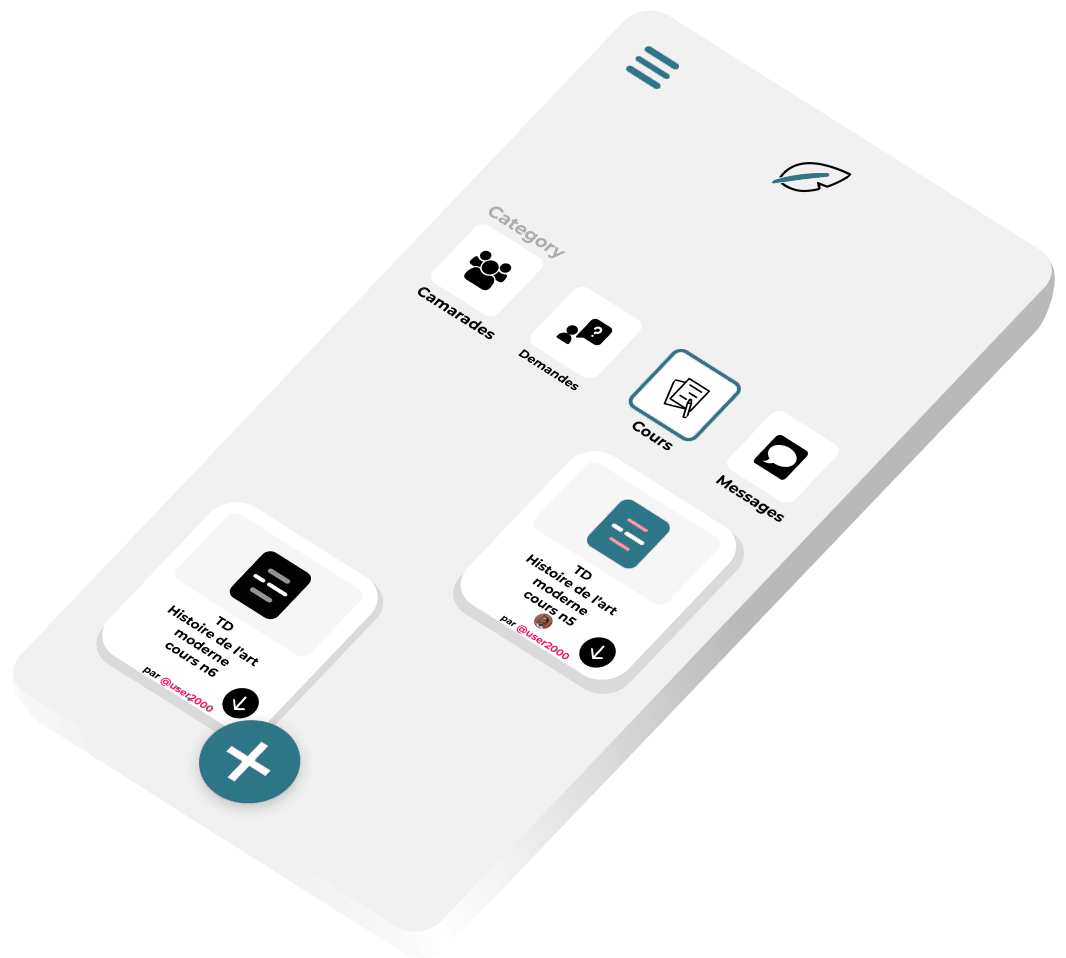 Category
Camarades
Demandes
?
Cours
Messages
TD
Histoire de l'art
moderne
cours n5
par @user2000
TD
Histoire de l'art
moderne
cours n6
par @user2000